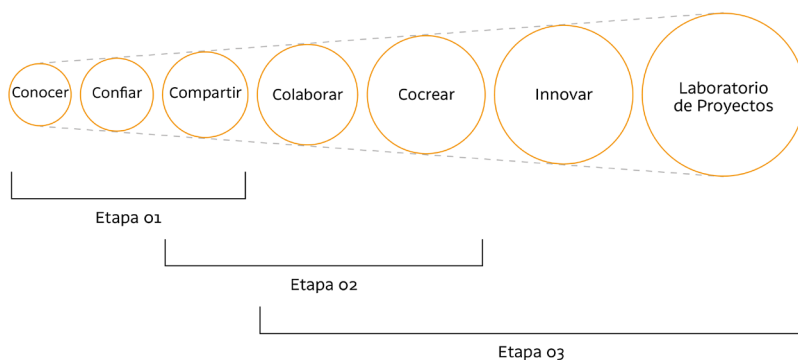 Conocer
Confiar
Compartir
Colaborar
Cocrear
Innovar
Laboratorio
de Proyectos
Etapa 01
Etapa 02
Etapa 03